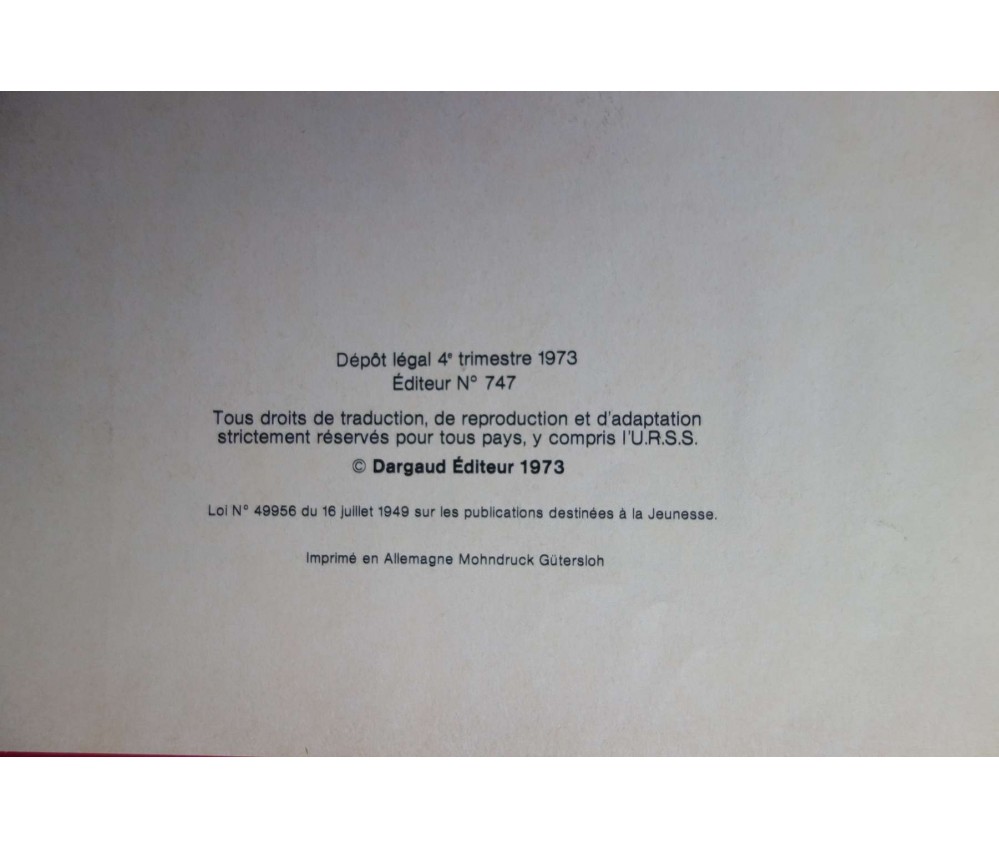 Dépôt légal 4e trimestre 1973
Éditeur N° 747
Tous droits de traduction, de reproduction et d'adaptation
strictement réservés pour tous pays, y compris l'U.R.S.S.
© Dargaud Éditeur 1973
Loi N° 49956 du 16 juillet 1949 sur les publications destinées à la Jeunesse.
Imprimé en Allemagne Mohndruck Gütersloh